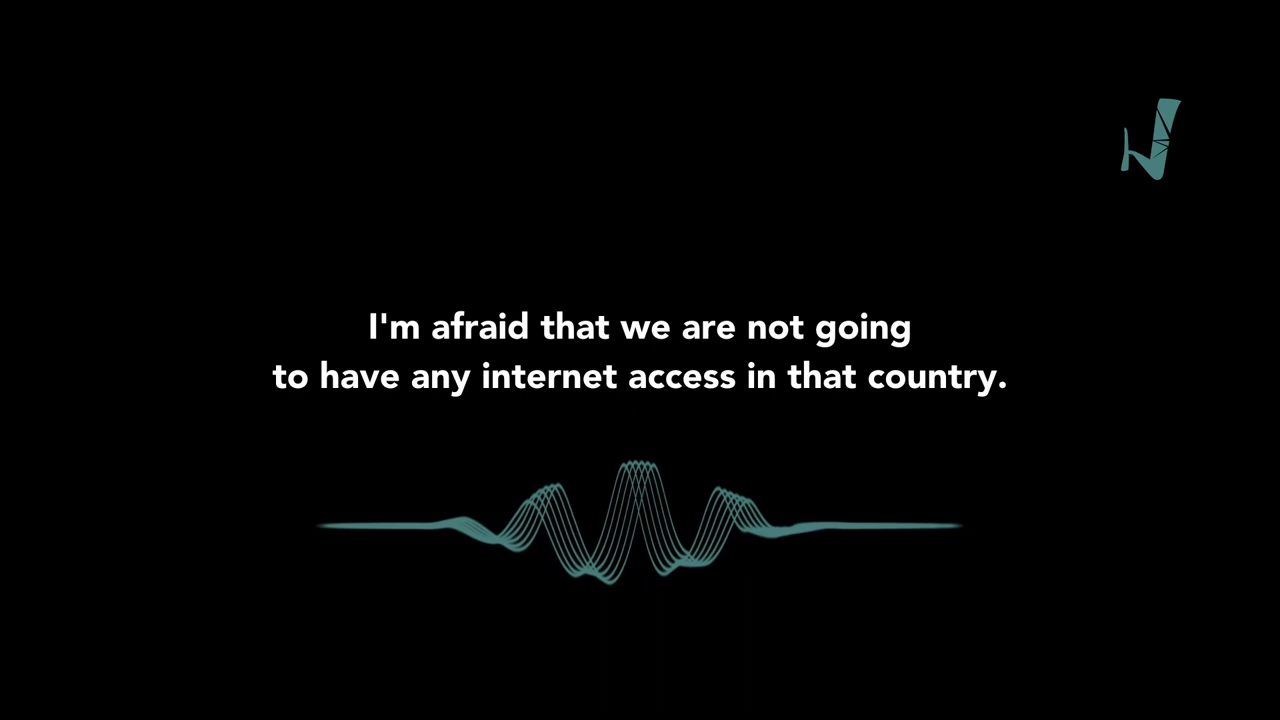 I'm afraid that we are not going
to have any internet access in that country.